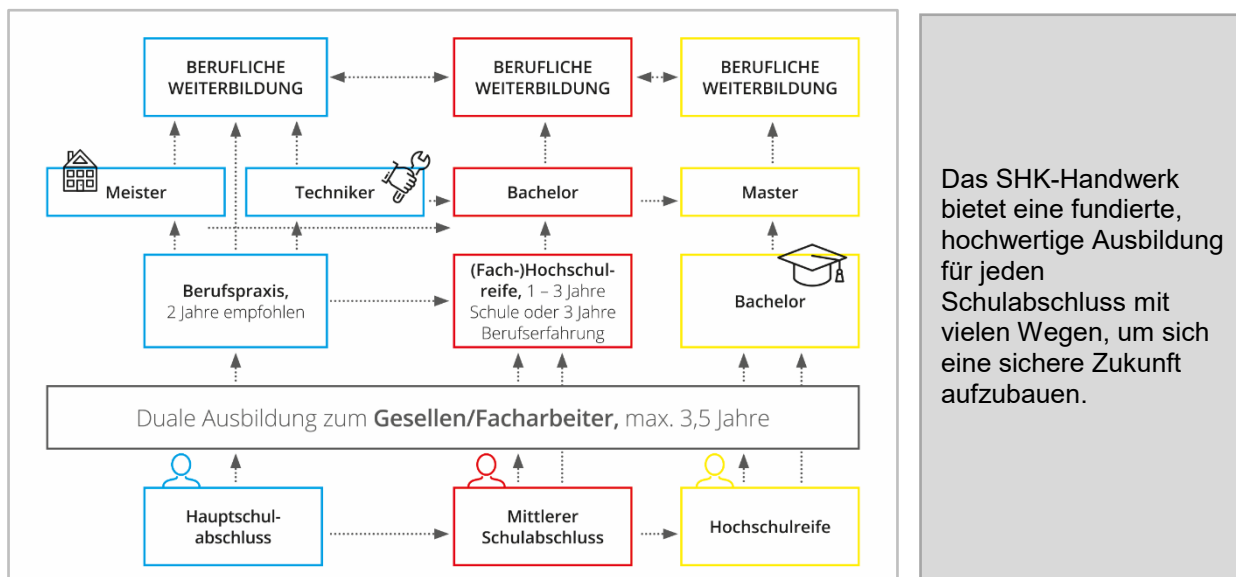 BERUFLICHE
WEITERBILDUNG
BERUFLICHE
WEITERBILDUNG
BERUFLICHE
WEITERBILDUNG
Meister
Techniker
Bachelor
Master
Berufspraxis,
2 Jahre empfohlen
(Fach-)Hochschul-
reife, 1 – 3 Jahre
Schule oder 3 Jahre
Berufserfahrung
Bachelor
Duale Ausbildung zum Gesellen/Facharbeiter, max. 3,5 Jahre
Hauptschul-
abschluss
Mittlerer
Schulabschluss
Hochschulreife
Das SHK-Handwerk
bietet eine fundierte,
hochwertige Ausbildung
für jeden
Schulabschluss mit
vielen Wegen, um sich
eine sichere Zukunft
aufzubauen.